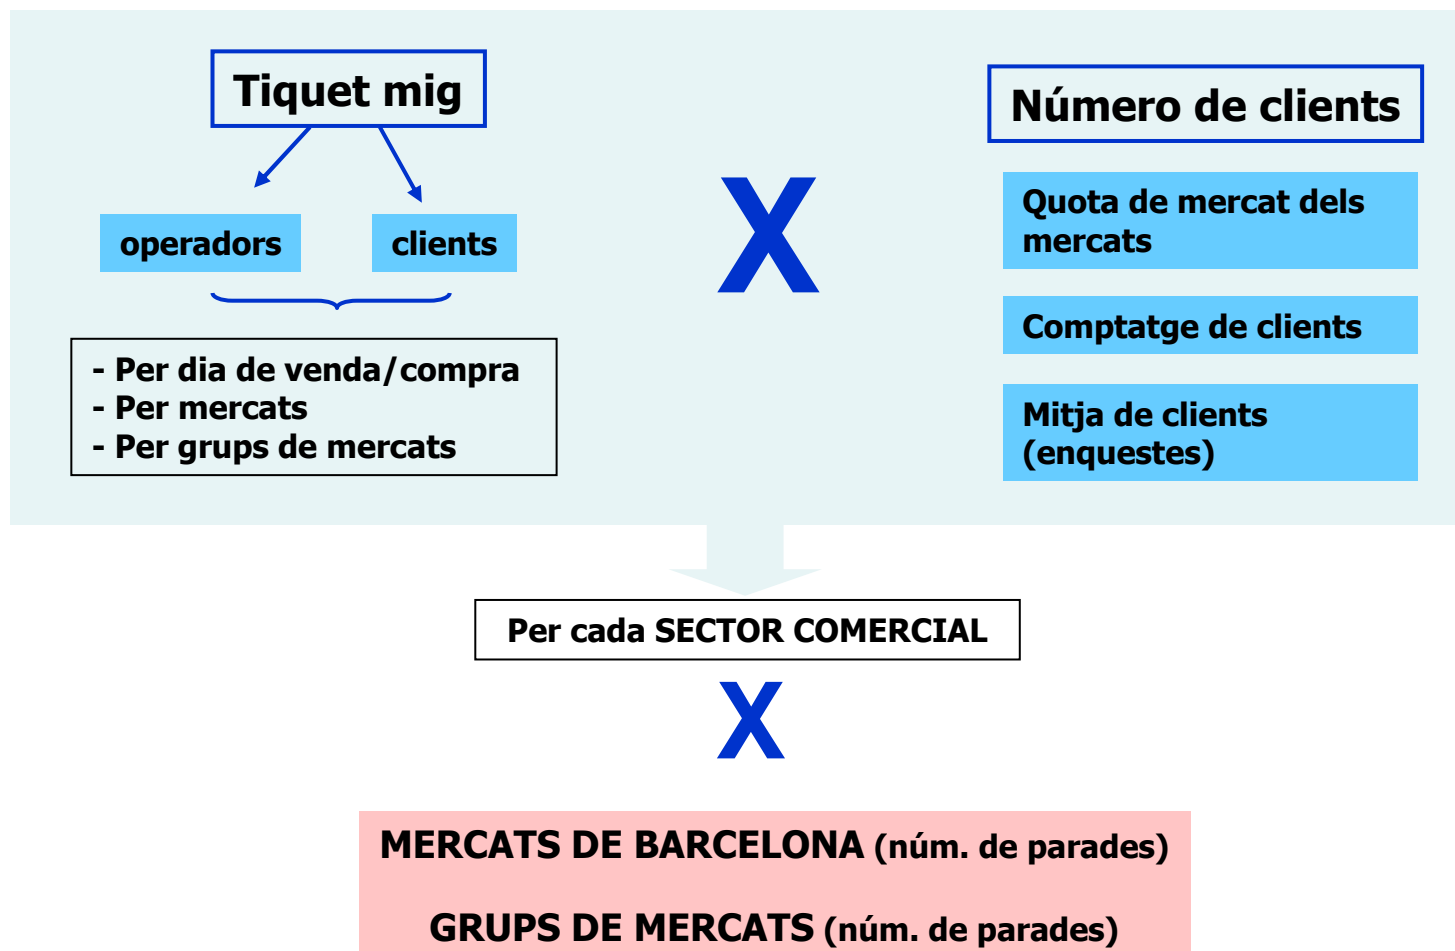 Tiquet mig
operadors
clients
- Per dia de venda/compra
- Per mercats
- Per grups de mercats
X
Número de clients
Quota de mercat dels
mercats
Comptatge de clients
Mitja de clients
(enquestes)
Per cada SECTOR COMERCIAL
X
MERCATS DE BARCELONA (núm. de parades)
GRUPS DE MERCATS (núm. de parades)